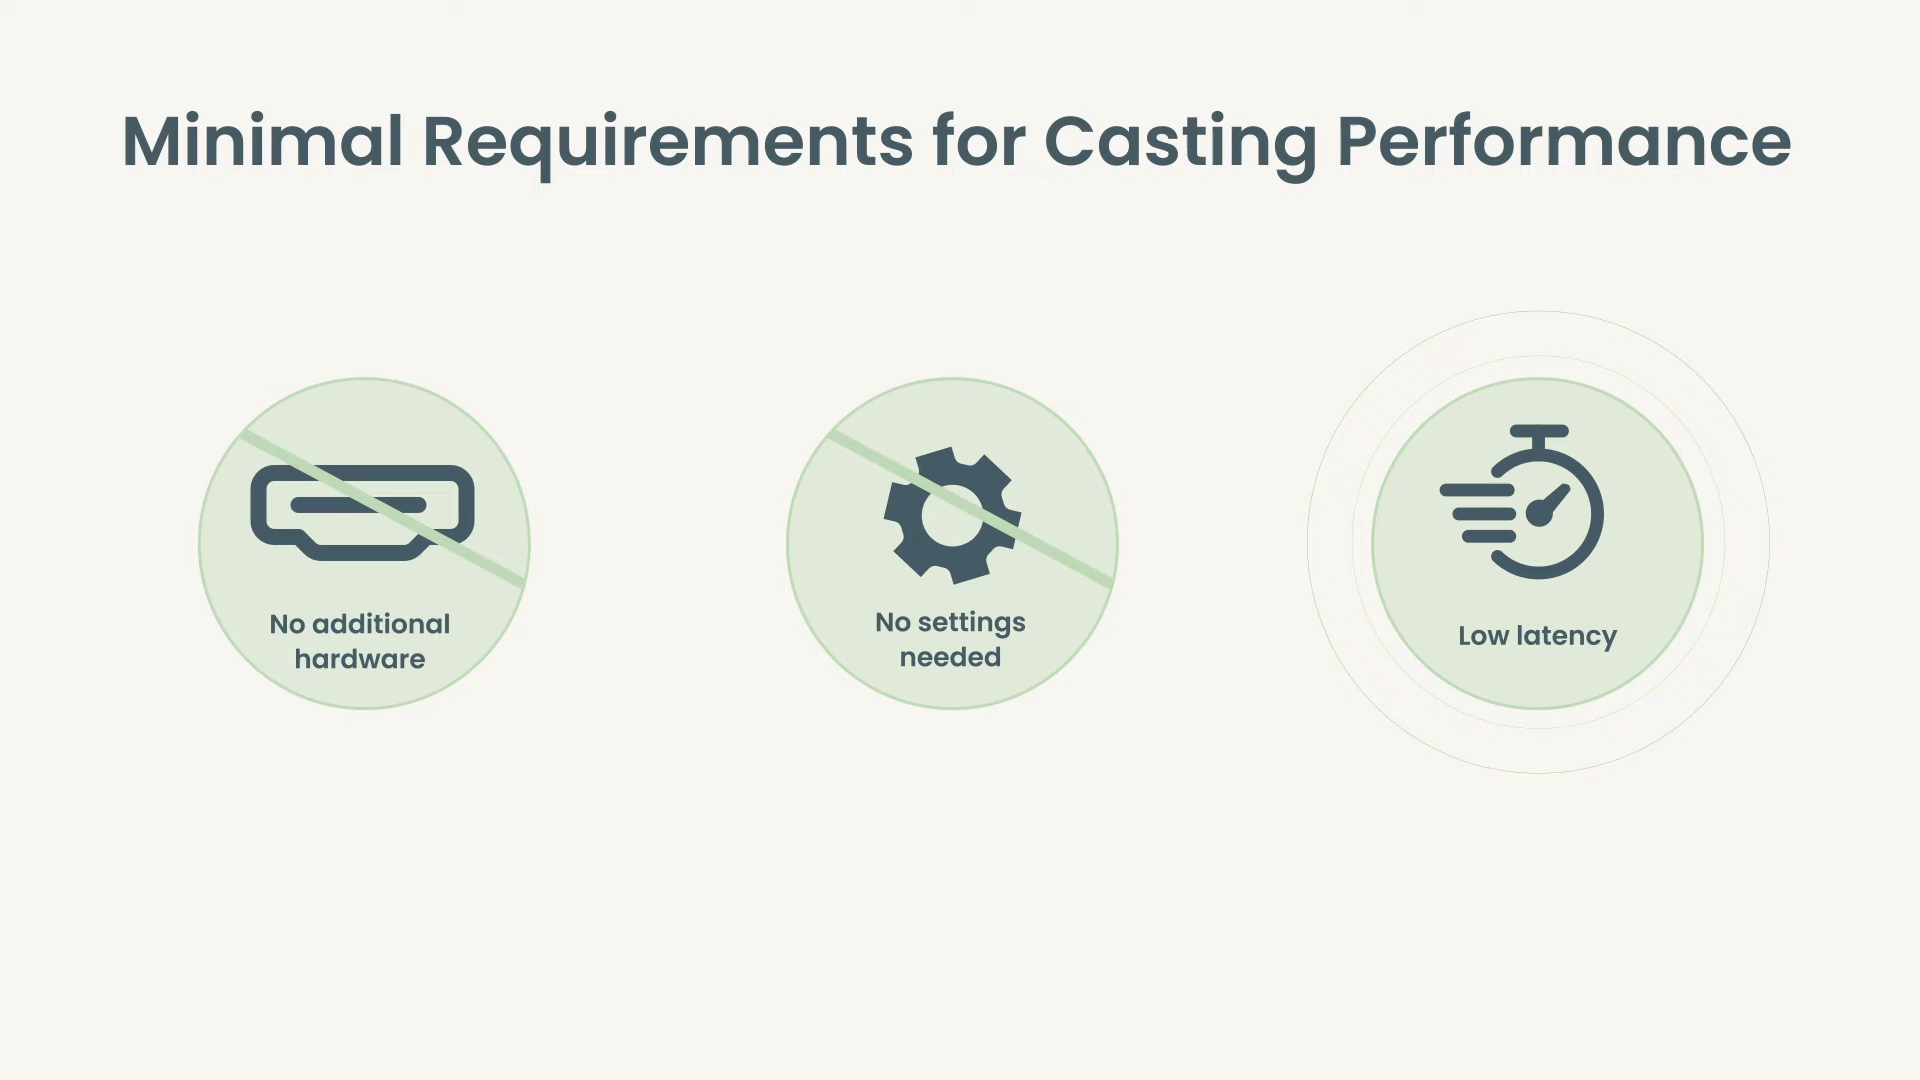 Minimal Requirements for Casting Performance
No additional
hardware
No settings
needed
Low latency